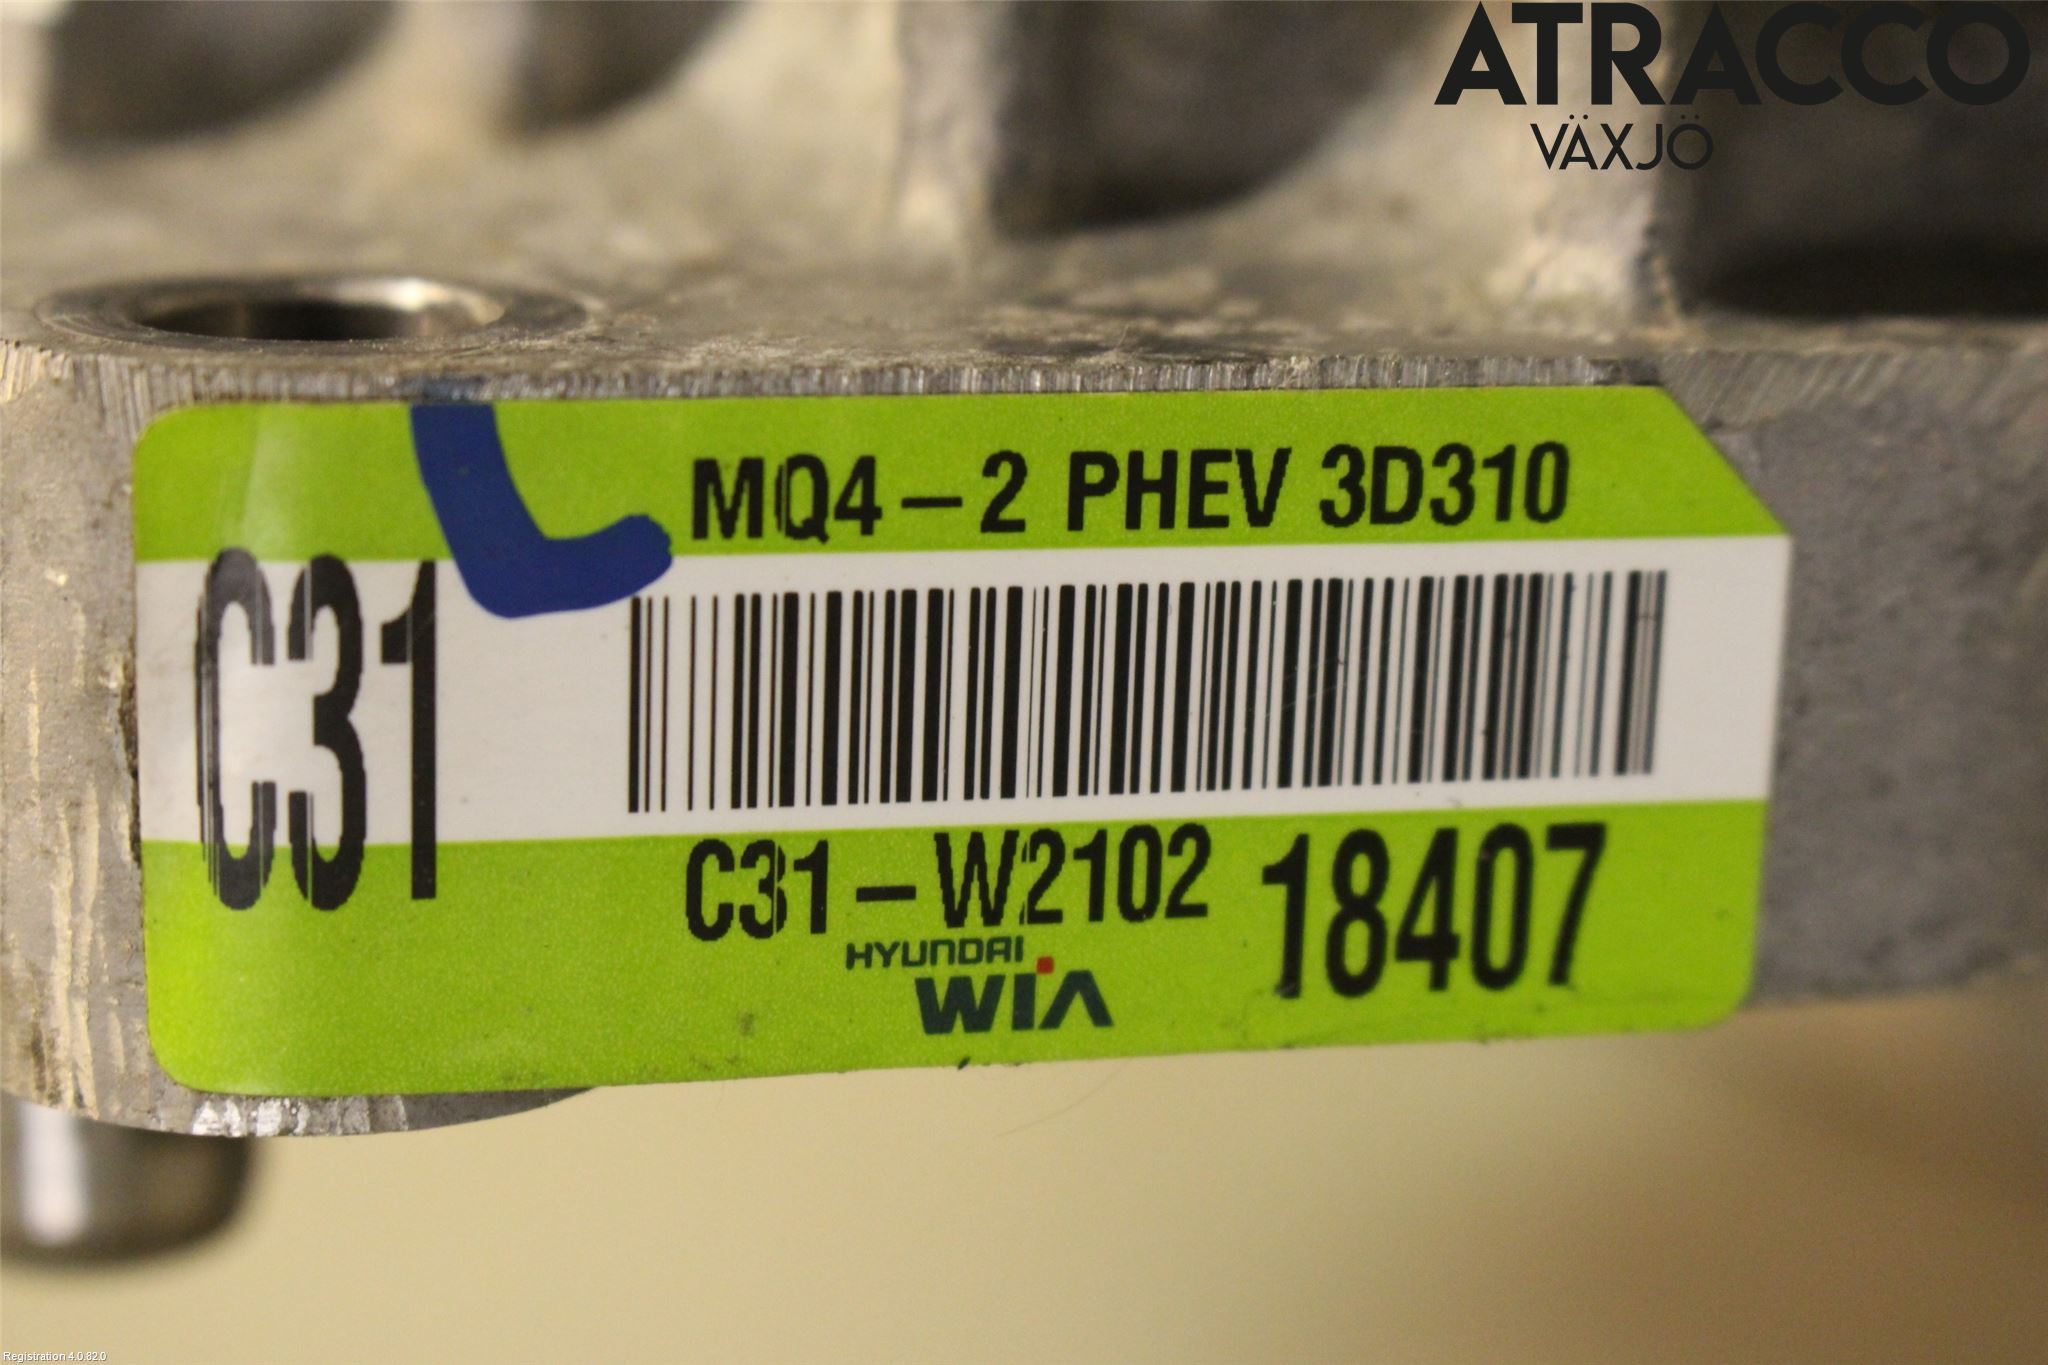 ATRACCO
VÄXJÖ
MQ4-2 PHEV 3D310
C31
C31-W2102 18407
HYUNDAI
WIA
Registration 4.0.82.0